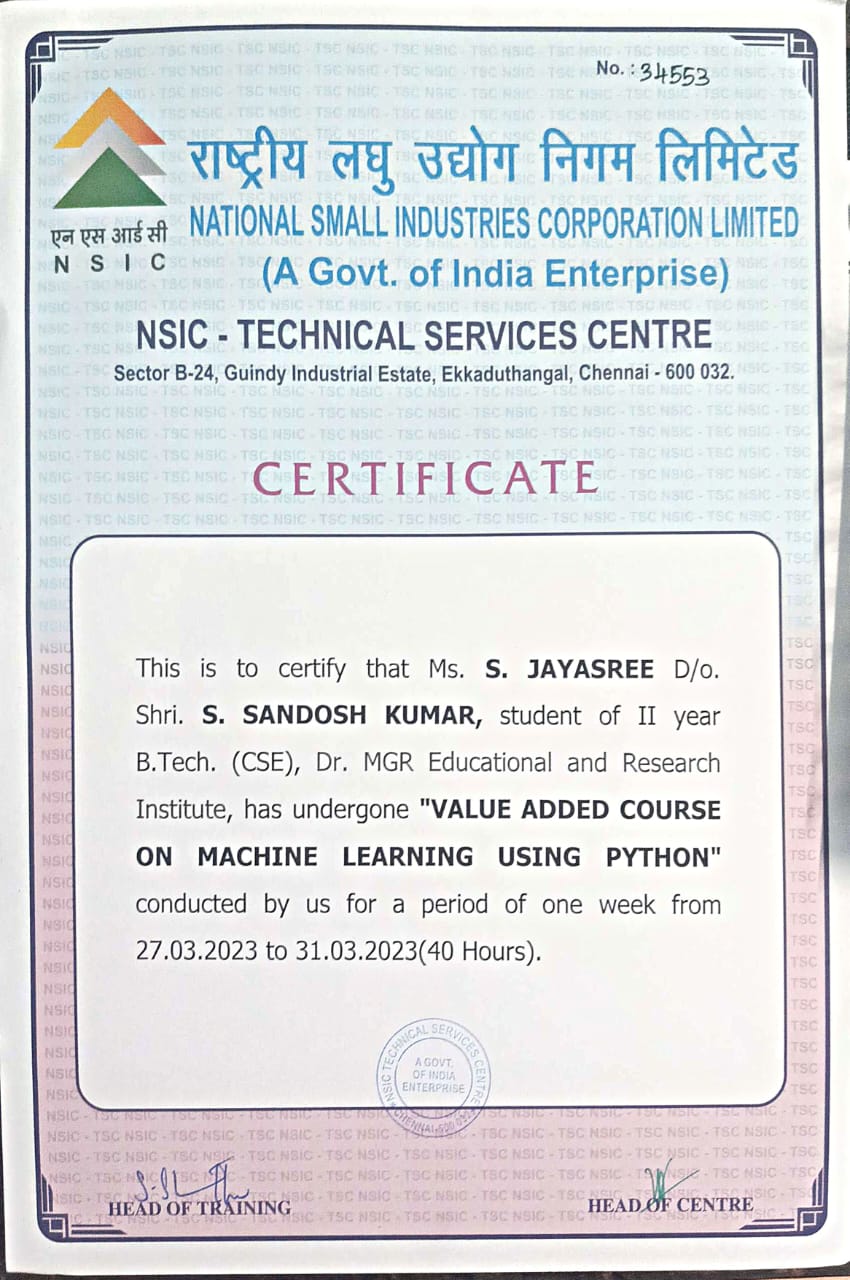 No. : 34553
राष्ट्रीय लघु उद्योग निगम लिमिटेड
एन एस आई सी
N S I C
NATIONAL SMALL INDUSTRIES CORPORATION LIMITED
(A Govt. of India Enterprise)
NSIC - TECHNICAL SERVICES CENTRE
Sector B-24, Guindy Industrial Estate, Ekkaduthangal, Chennai - 600 032.
CERTIFICATE
This is to certify that Ms. S. JAYASREE D/o.
Shri. S. SANDOSH KUMAR, student of II year
B.Tech. (CSE), Dr. MGR Educational and Research
Institute, has undergone "VALUE ADDED COURSE
ON MACHINE LEARNING USING PYTHON"
conducted by us for a period of one week from
27.03.2023 to 31.03.2023(40 Hours).
NSIC TECHNICAL SERVICES CENTRE
A GOVT.
OF INDIA
ENTERPRISE
CHENNAI-600 032
HEAD OF TRAINING
HEAD OF CENTRE